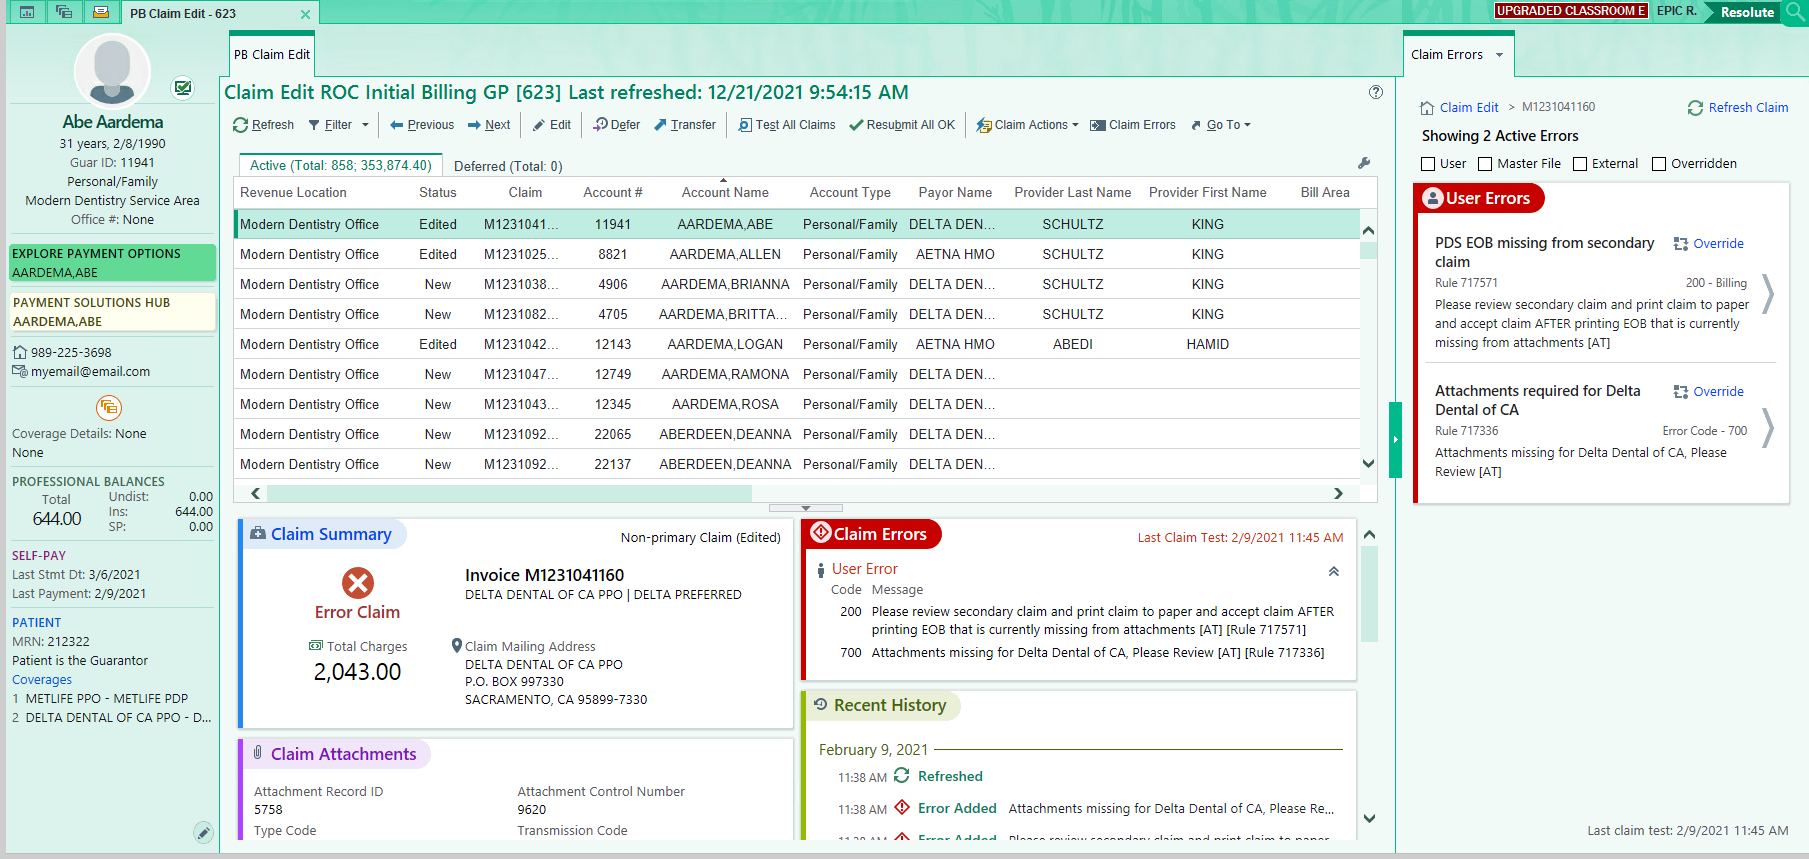 PB Claim Edit - 623
UPGRADED CLASSROOM E
EPIC R.
Resolute
Abe Aardema
31 years, 2/8/1990
Guar ID: 11941
Personal/Family
Modern Dentistry Service Area
Office #: None
EXPLORE PAYMENT OPTIONS
AARDEMA,ABE
PAYMENT SOLUTIONS HUB
AARDEMA,ABE
989-225-3698
myemail@email.com
Coverage Details: None
None
PROFESSIONAL BALANCES
Total
644.00
Undist: 0.00
Ins: 644.00
SP: 0.00
SELF-PAY
Last Stmt Dt: 3/6/2021
Last Payment: 2/9/2021
PATIENT
MRN: 212322
Patient is the Guarantor
Coverages
1 METLIFE PPO - METLIFE PDP
2 DELTA DENTAL OF CA PPO - D...
PB Claim Edit
Claim Edit ROC Initial Billing GP [623] Last refreshed: 12/21/2021 9:54:15 AM
Refresh Filter Previous Next Edit Defer Transfer Test All Claims Resubmit All OK Claim Actions Claim Errors Go To
Active (Total: 858; 353,874.40) Deferred (Total: 0)
Revenue Location Status Claim Account # Account Name Account Type Payor Name Provider Last Name Provider First Name Bill Area
Modern Dentistry Office Edited M1231041... 11941 AARDEMA,ABE Personal/Family DELTA DEN... SCHULTZ KING
Modern Dentistry Office Edited M1231025... 8821 AARDEMA,ALLEN Personal/Family AETNA HMO SCHULTZ KING
Modern Dentistry Office New M1231038... 4906 AARDEMA,BRIANNA Personal/Family DELTA DEN... SCHULTZ KING
Modern Dentistry Office New M1231082... 4705 AARDEMA,BRITTA... Personal/Family DELTA DEN... SCHULTZ KING
Modern Dentistry Office Edited M1231042... 12143 AARDEMA,LOGAN Personal/Family AETNA HMO ABEDI HAMID
Modern Dentistry Office New M1231047... 12749 AARDEMA,RAMONA Personal/Family DELTA DEN...
Modern Dentistry Office New M1231043... 12345 AARDEMA,ROSA Personal/Family DELTA DEN...
Modern Dentistry Office New M1231092... 22065 ABERDEEN,DEANNA Personal/Family DELTA DEN...
Modern Dentistry Office New M1231092... 22137 ABERDEEN,DEANNA Personal/Family DELTA DEN...
Claim Summary
Non-primary Claim (Edited)
Error Claim
Invoice M1231041160
DELTA DENTAL OF CA PPO | DELTA PREFERRED
Total Charges
2,043.00
Claim Mailing Address
DELTA DENTAL OF CA PPO
P.O. BOX 997330
SACRAMENTO, CA 95899-7330
Claim Attachments
Attachment Record ID
5758
Type Code
Attachment Control Number
9620
Transmission Code
Claim Errors
Last Claim Test: 2/9/2021 11:45 AM
User Error
Code Message
200 Please review secondary claim and print claim to paper and accept claim AFTER
printing EOB that is currently missing from attachments [AT] [Rule 717571]
700 Attachments missing for Delta Dental of CA, Please Review [AT] [Rule 717336]
Recent History
February 9, 2021
11:38 AM Refreshed
11:38 AM Error Added Attachments missing for Delta Dental of CA, Please Re...
11:38 AM Error Added Please review secondary claim and print claim to paper
Claim Errors
Claim Edit > M1231041160
Refresh Claim
Showing 2 Active Errors
User Master File External Overridden
User Errors
PDS EOB missing from secondary
claim
Override
Rule 717571 200 - Billing
Please review secondary claim and print claim to paper
and accept claim AFTER printing EOB that is currently
missing from attachments [AT]
Attachments required for Delta
Dental of CA
Override
Rule 717336 Error Code - 700
Attachments missing for Delta Dental of CA, Please
Review [AT]
Last claim test: 2/9/2021 11:45 AM